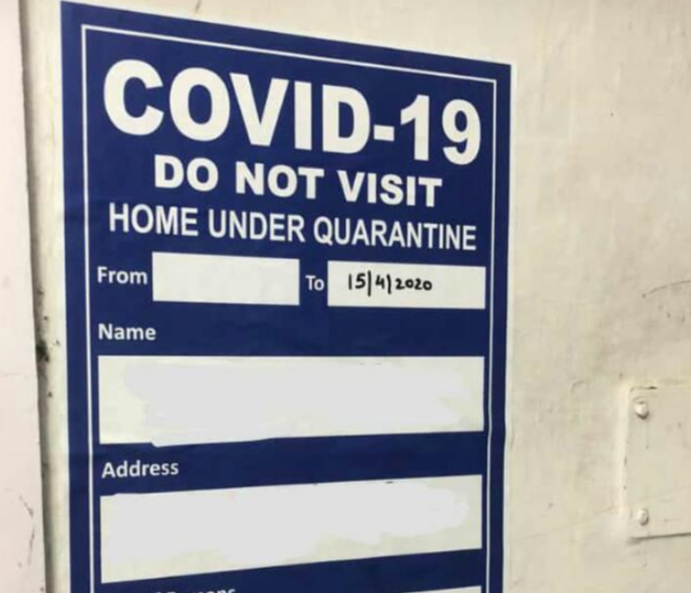 COVID-19
DO NOT VISIT
HOME UNDER QUARANTINE
From To 15/4/2020
Name
Address